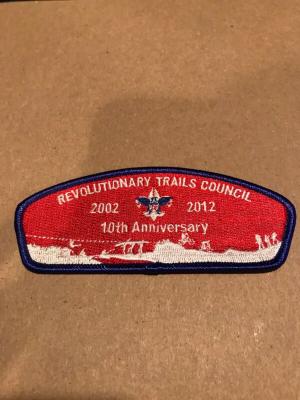 REVOLUTIONARY TRAILS COUNCIL
2002 2012
10th Anniversary